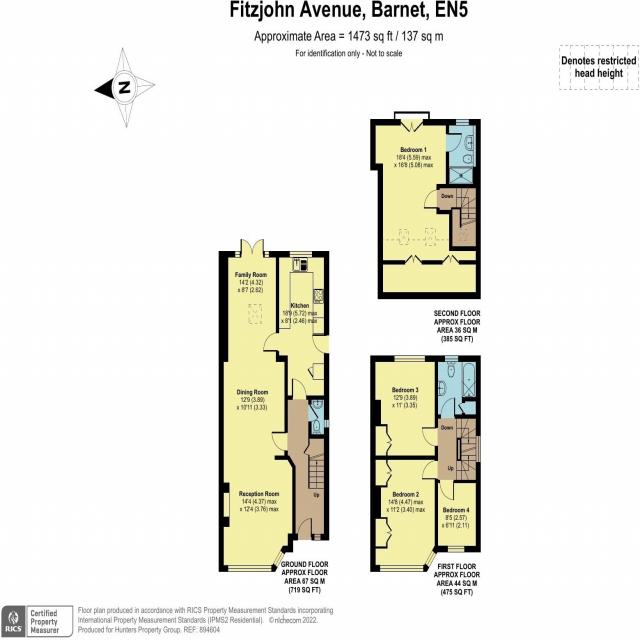 Fitzjohn Avenue, Barnet, EN5
Approximate Area = 1473 sq ft / 137 sq m
For identification only - Not to scale
Denotes restricted
head height
N
Bedroom 1
18'4 (5.59) max
x 16'8 (5.08) max
Down
SECOND FLOOR
APPROX FLOOR
AREA 36 SQ M
(385 SQ FT)
Family Room
14'2 (4.32)
x 8'7 (2.62)
Kitchen
18'9 (5.72) max
x 8'1 (2.46) max
Dining Room
12'9 (3.89)
x 10'11 (3.33)
Reception Room
14'4 (4.37) max
x 12'4 (3.76) max
Up
GROUND FLOOR
APPROX FLOOR
AREA 67 SQ M
(719 SQ FT)
Bedroom 3
12'9 (3.89)
x 11' (3.35)
Down
Up
Bedroom 2
14'8 (4.47) max
x 11'2 (3.40) max
Bedroom 4
8'5 (2.57)
x 6'11 (2.11)
FIRST FLOOR
APPROX FLOOR
AREA 44 SQ M
(475 SQ FT)
RICS
Certified
Property
Measurer
Floor plan produced in accordance with RICS Property Measurement Standards incorporating
International Property Measurement Standards (IPMS2 Residential). ©nlchecom 2022.
Produced for Hunters Property Group. REF: 894604